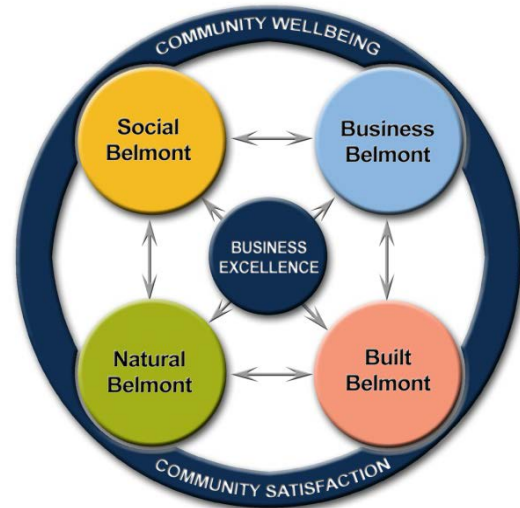 COMMUNITY WELLBEING
Social
Belmont
Business
Belmont
BUSINESS
EXCELLENCE
Natural
Belmont
Built
Belmont
COMMUNITY SATISFACTION